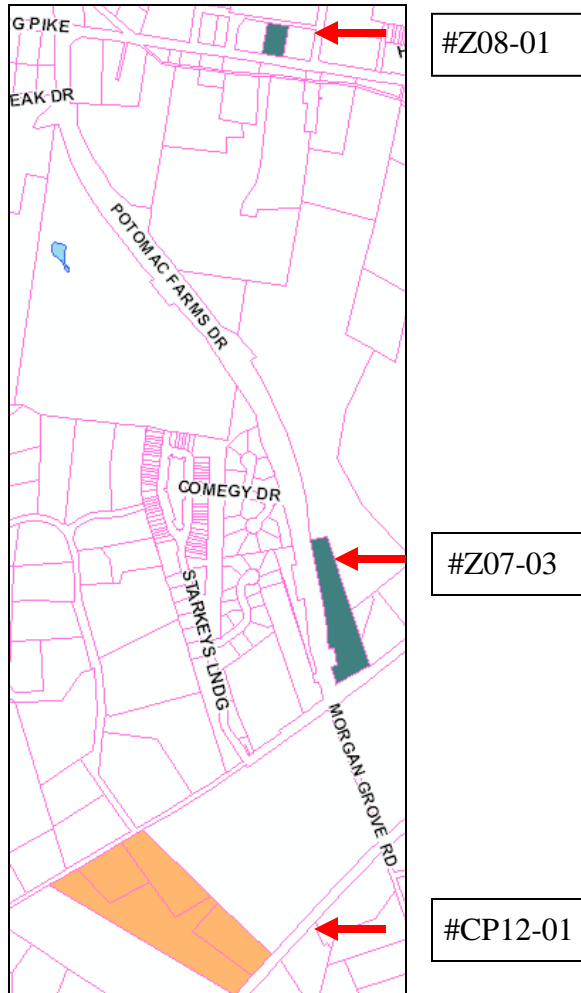 G PIKE
#Z08-01
EAK DR
POTOMAC FARMS DR
COMEGY DR
#Z07-03
STARKEYS LNDG
MORGAN GROVE RD
#CP12-01